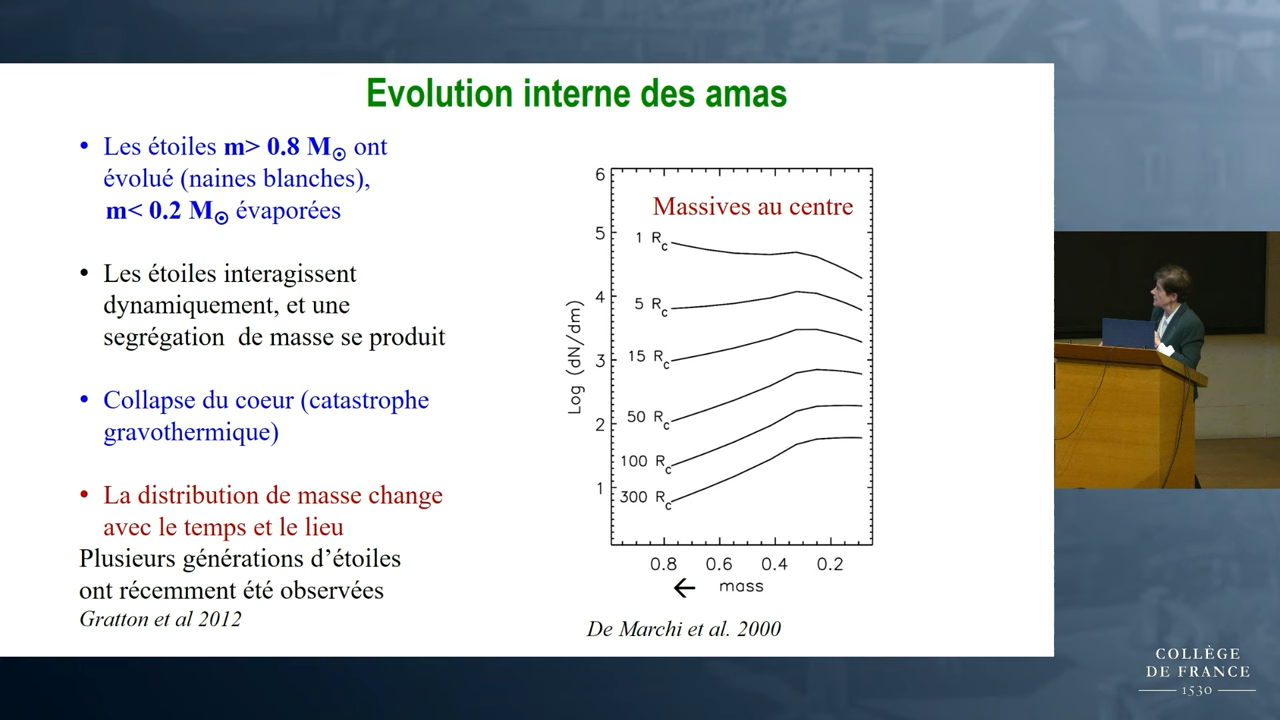 Evolution interne des amas
• Les étoiles m> 0.8 M☉ ont
évolué (naines blanches),
m< 0.2 M☉ évaporées
• Les étoiles interagissent
dynamiquement, et une
segrégation de masse se produit
• Collapse du coeur (catastrophe
gravothermique)
• La distribution de masse change
avec le temps et le lieu
Plusieurs générations d'étoiles
ont récemment été observées
Gratton et al 2012
Massives au centre
6
5
4
3
2
1
Log (dN/dm)
1 Rc
5 Rc
15 Rc
50 Rc
100 Rc
300 Rc
0.8 0.6 0.4 0.2
← mass
De Marchi et al. 2000
COLLÈGE
DE FRANCE
1530